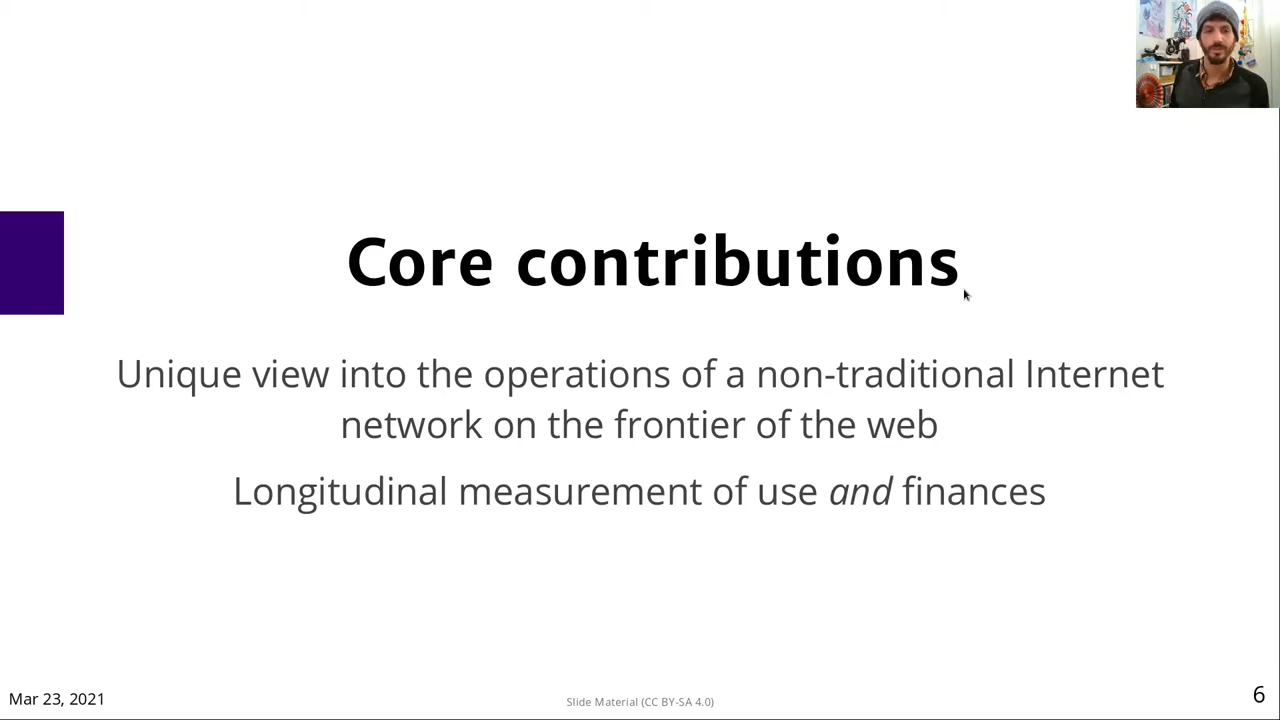 Core contributions
Unique view into the operations of a non-traditional Internet
network on the frontier of the web
Longitudinal measurement of use and finances
Mar 23, 2021
Slide Material (CC BY-SA 4.0)
6